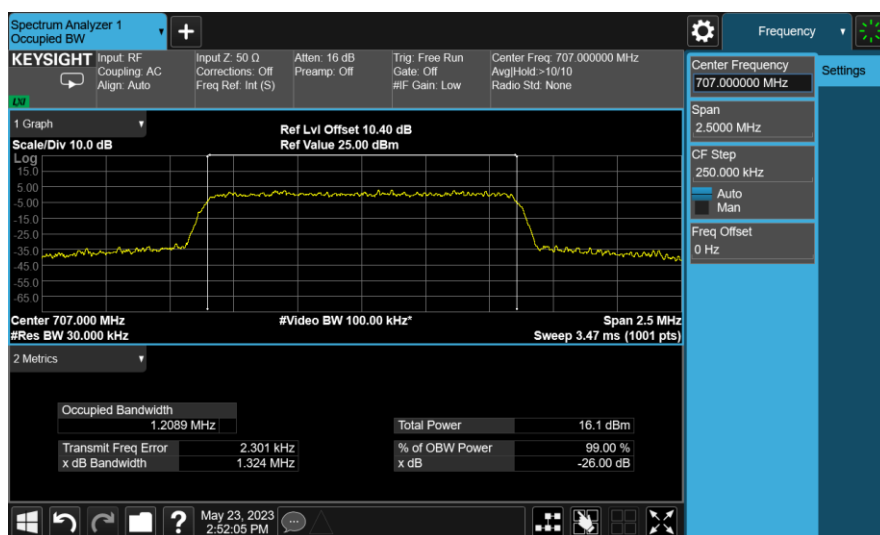 Spectrum Analyzer 1
Occupied BW
Frequency
KEYSIGHT
Input: RF
Coupling: AC
Align: Auto
Input Z: 50 Ω
Corrections: Off
Freq Ref: Int (S)
Atten: 16 dB
Preamp: Off
Trig: Free Run
Gate: Off
#IF Gain: Low
Center Freq: 707.000000 MHz
Avg|Hold:>10/10
Radio Std: None
LXI
Center Frequency
707.000000 MHz
Settings
Span
2.5000 MHz
CF Step
250.000 kHz
Auto
Man
Freq Offset
0 Hz
1 Graph
Scale/Div 10.0 dB
Ref Lvl Offset 10.40 dB
Ref Value 25.00 dBm
Log
15.0
5.00
-5.00
-15.0
-25.0
-35.0
-45.0
-55.0
-65.0
Center 707.000 MHz
#Res BW 30.000 kHz
#Video BW 100.00 kHz*
Span 2.5 MHz
Sweep 3.47 ms (1001 pts)
2 Metrics
Occupied Bandwidth
1.2089 MHz
Total Power 16.1 dBm
Transmit Freq Error 2.301 kHz
% of OBW Power 99.00 %
x dB Bandwidth 1.324 MHz
x dB -26.00 dB
?
May 23, 2023
2:52:05 PM